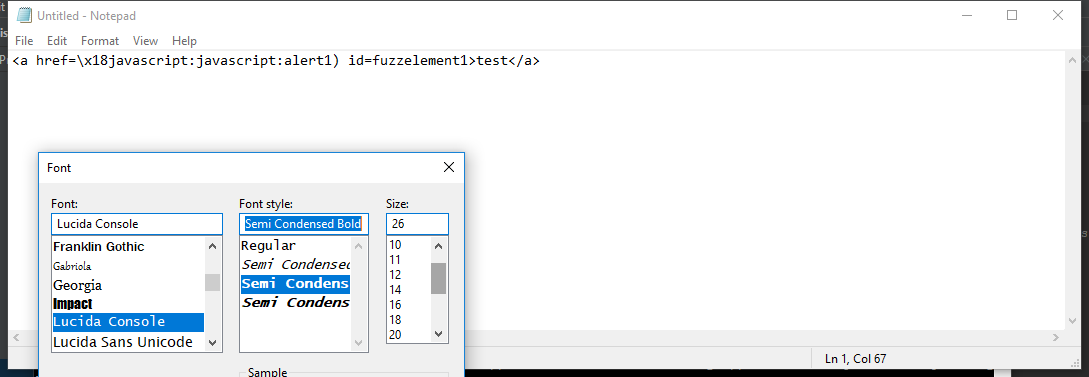 Untitled - Notepad
File Edit Format View Help
<a href=\x18javascript:javascript:alert1) id=fuzzelement1>test</a>
Font
Font: Font style: Size:
Lucida Console Semi Condensed Bold 26
Franklin Gothic Regular 10
Gabriola Semi Condensed 11
Georgia Semi Condens 12
Impact Semi Condens 14
Lucida Console 16
Lucida Sans Unicode 18
20
Ln 1, Col 67
Sample